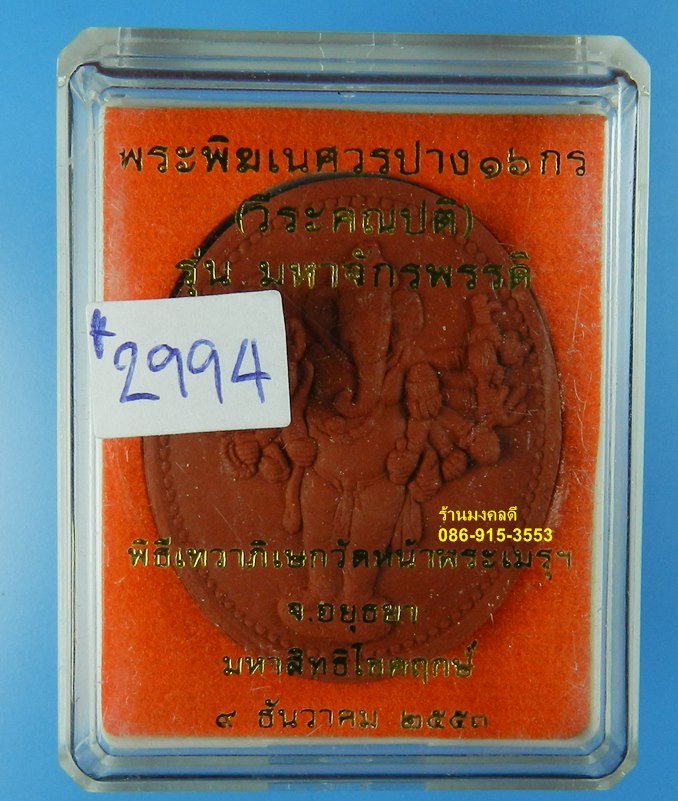 พระพิฆเนศวรปาง๑๖กร
(วีระคณปติ)
รุ่น มหาจักรพรรดิ
*2994
ร้านมงคลดี
086-915-3553
พิธีเทวาภิเษกวัดหน้าพระเมรุฯ
จ.อยุธยา
มหาสิทธิโชคฤกษ์
๙ ธันวาคม ๒๕๕๓